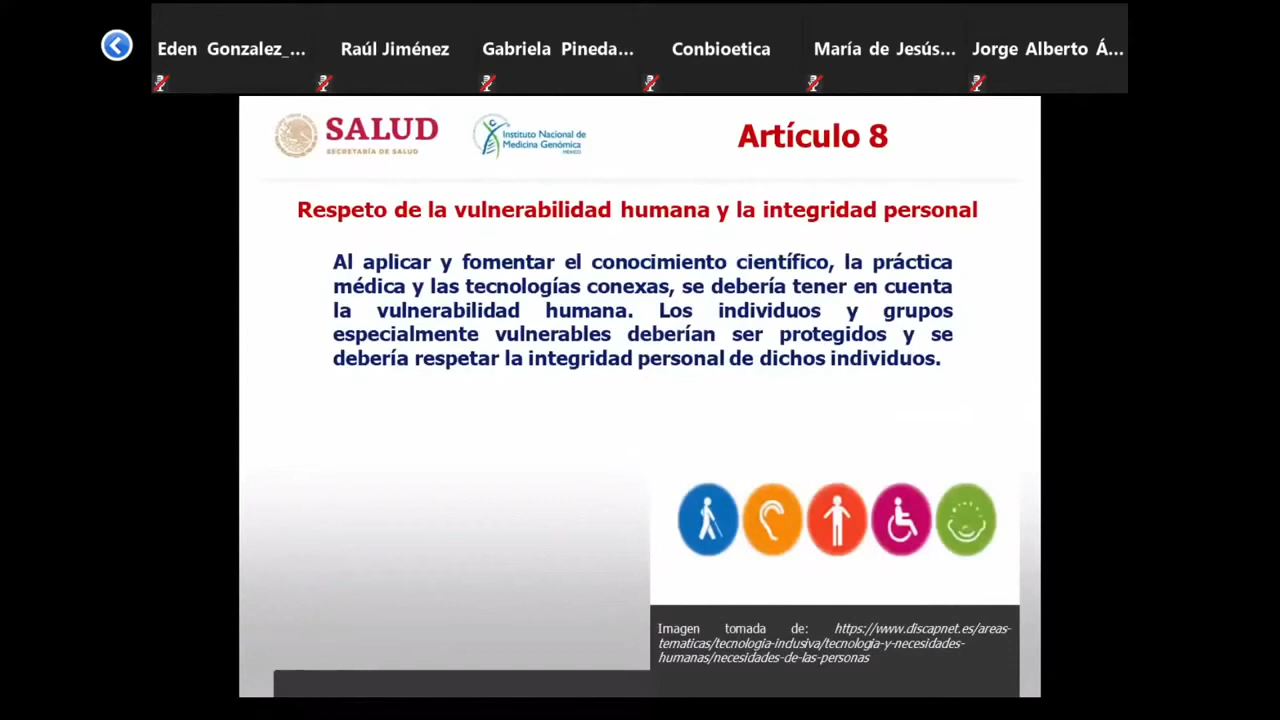 Eden Gonzalez_...
Raúl Jiménez
Gabriela Pineda...
Conbioetica
María de Jesús...
Jorge Alberto Á...
SALUD
SECRETARÍA DE SALUD
Instituto Nacional de
Medicina Genómica
MÉXICO
Artículo 8
Respeto de la vulnerabilidad humana y la integridad personal
Al aplicar y fomentar el conocimiento científico, la práctica
médica y las tecnologías conexas, se debería tener en cuenta
la vulnerabilidad humana. Los individuos y grupos
especialmente vulnerables deberían ser protegidos y se
debería respetar la integridad personal de dichos individuos.
Imagen tomada de: https://www.discapnet.es/areas-
tematicas/tecnologia-inclusiva/tecnologia-y-necesidades-
humanas/necesidades-de-las-personas